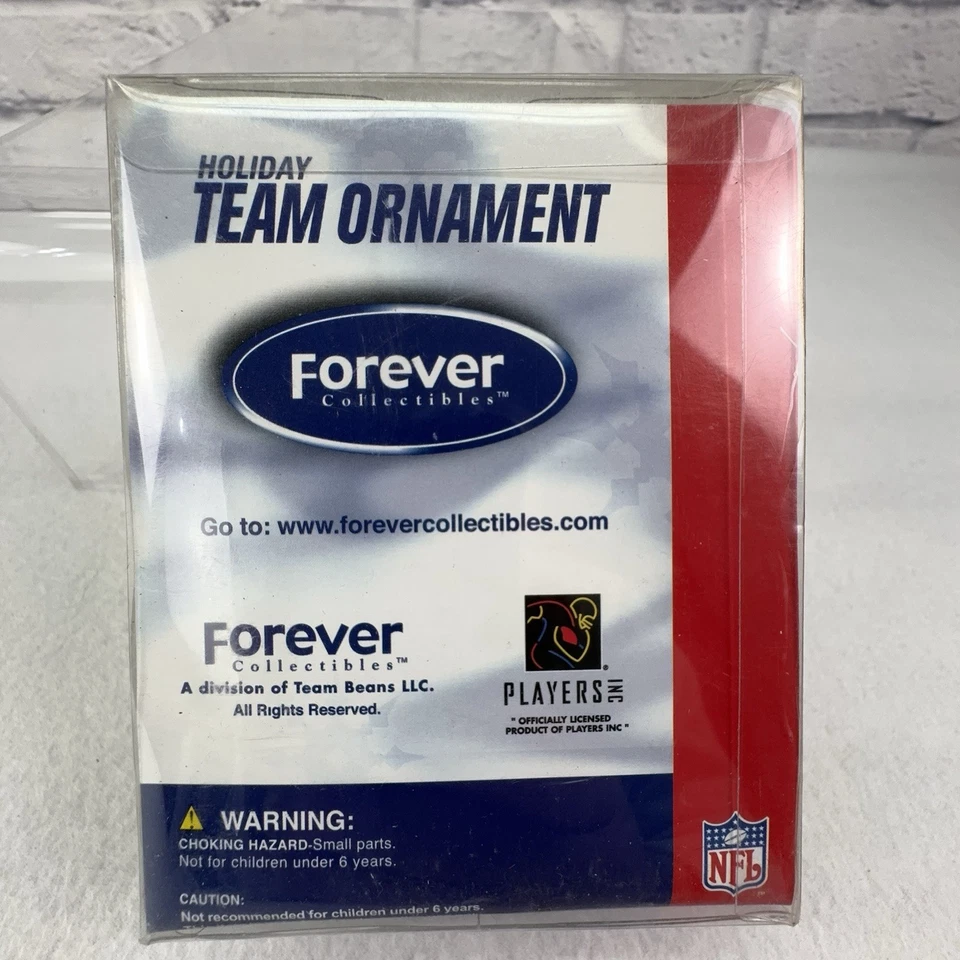 HOLIDAY
TEAM ORNAMENT
Forever
Collectibles™
Go to: www.forevercollectibles.com
Forever
Collectibles™
A division of Team Beans LLC.
All Rights Reserved.
®
PLAYERS INC
" OFFICIALLY LICENSED
PRODUCT OF PLAYERS INC "
WARNING:
CHOKING HAZARD-Small parts.
Not for children under 6 years.
CAUTION:
Not recommended for children under 6 years.
NFL